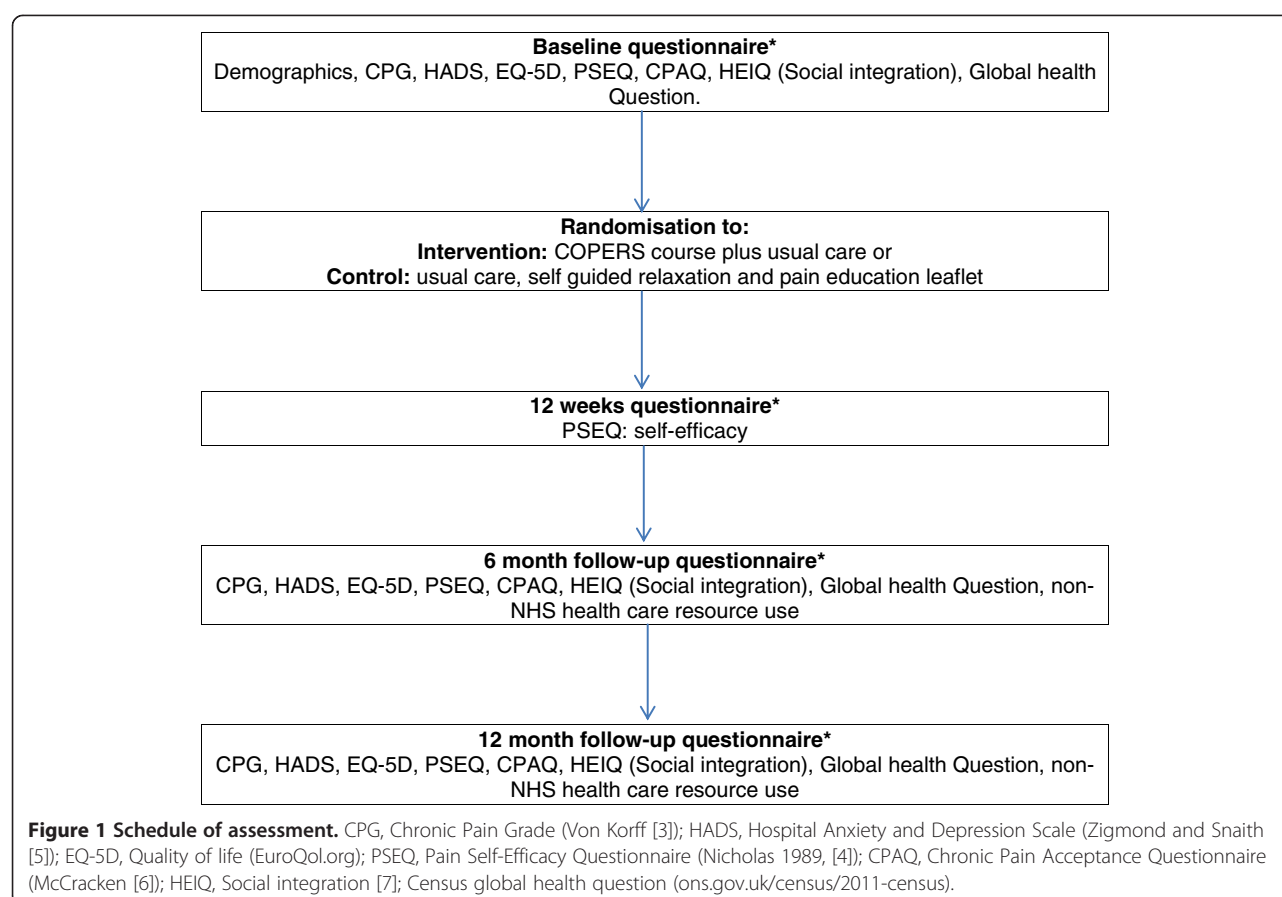 Baseline questionnaire*
Demographics, CPG, HADS, EQ-5D, PSEQ, CPAQ, HEIQ (Social integration), Global health
Question.
Randomisation to:
Intervention: COPERS course plus usual care or
Control: usual care, self guided relaxation and pain education leaflet
12 weeks questionnaire*
PSEQ: self-efficacy
6 month follow-up questionnaire*
CPG, HADS, EQ-5D, PSEQ, CPAQ, HEIQ (Social integration), Global health Question, non-
NHS health care resource use
12 month follow-up questionnaire*
CPG, HADS, EQ-5D, PSEQ, CPAQ, HEIQ (Social integration), Global health Question, non-
NHS health care resource use
Figure 1 Schedule of assessment. CPG, Chronic Pain Grade (Von Korff [3]); HADS, Hospital Anxiety and Depression Scale (Zigmond and Snaith
[5]); EQ-5D, Quality of life (EuroQol.org); PSEQ, Pain Self-Efficacy Questionnaire (Nicholas 1989, [4]); CPAQ, Chronic Pain Acceptance Questionnaire
(McCracken [6]); HEIQ, Social integration [7]; Census global health question (ons.gov.uk/census/2011-census).